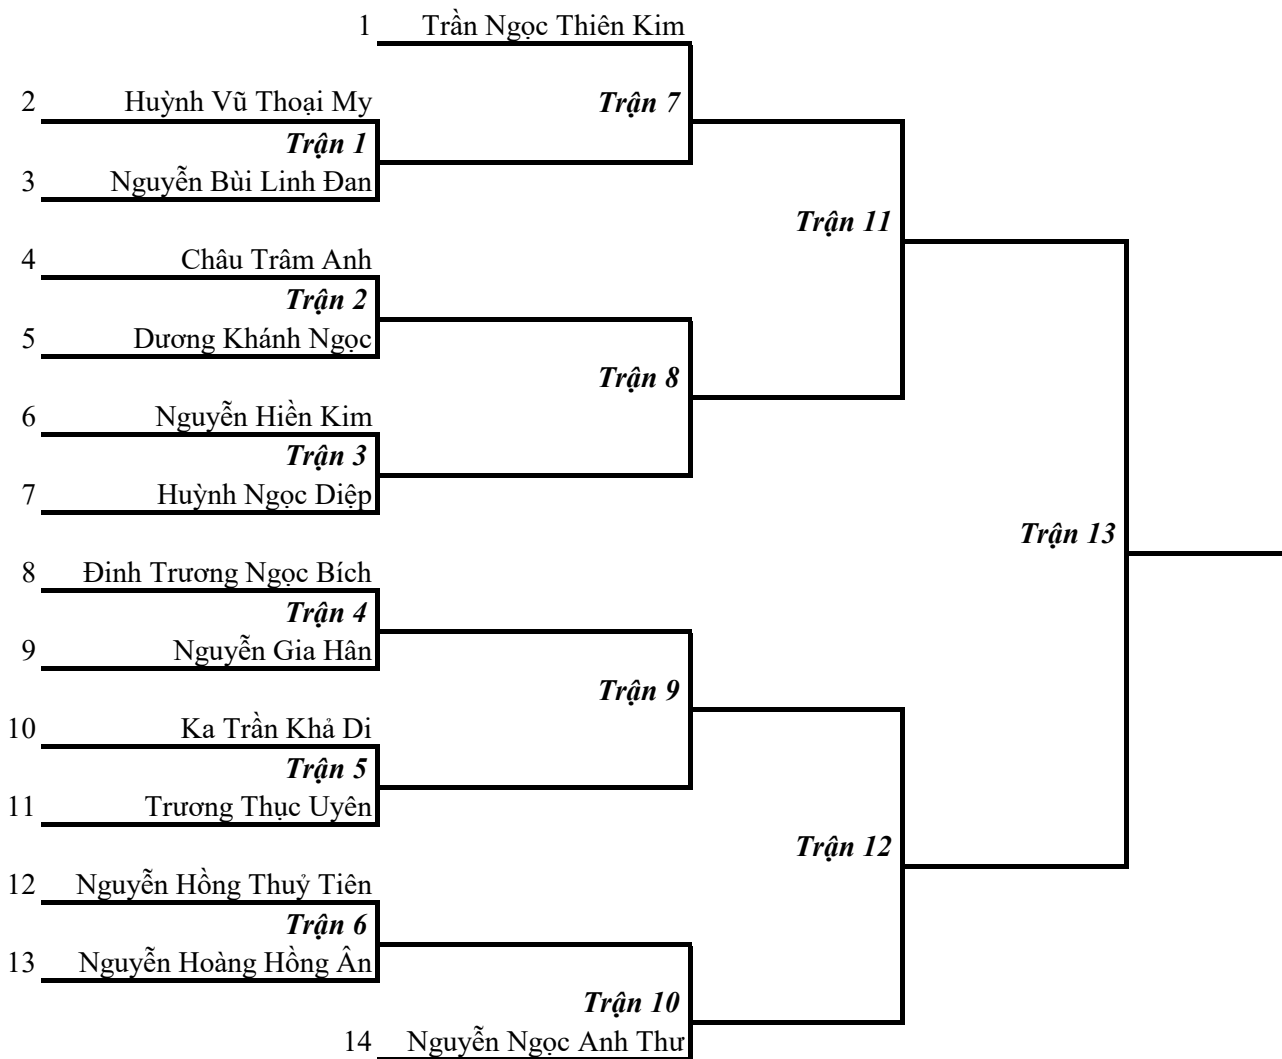 1 Trần Ngọc Thiên Kim
2 Huỳnh Vũ Thoại My
Trận 7
Trận 1
3 Nguyễn Bùi Linh Đan
Trận 11
4 Châu Trâm Anh
Trận 2
5 Dương Khánh Ngọc
Trận 8
6 Nguyễn Hiền Kim
Trận 3
7 Huỳnh Ngọc Diệp
Trận 13
8 Đinh Trương Ngọc Bích
Trận 4
9 Nguyễn Gia Hân
Trận 9
10 Ka Trần Khả Di
Trận 5
11 Trương Thục Uyên
Trận 12
12 Nguyễn Hồng Thuỷ Tiên
Trận 6
13 Nguyễn Hoàng Hồng Ân
Trận 10
14 Nguyễn Ngọc Anh Thư